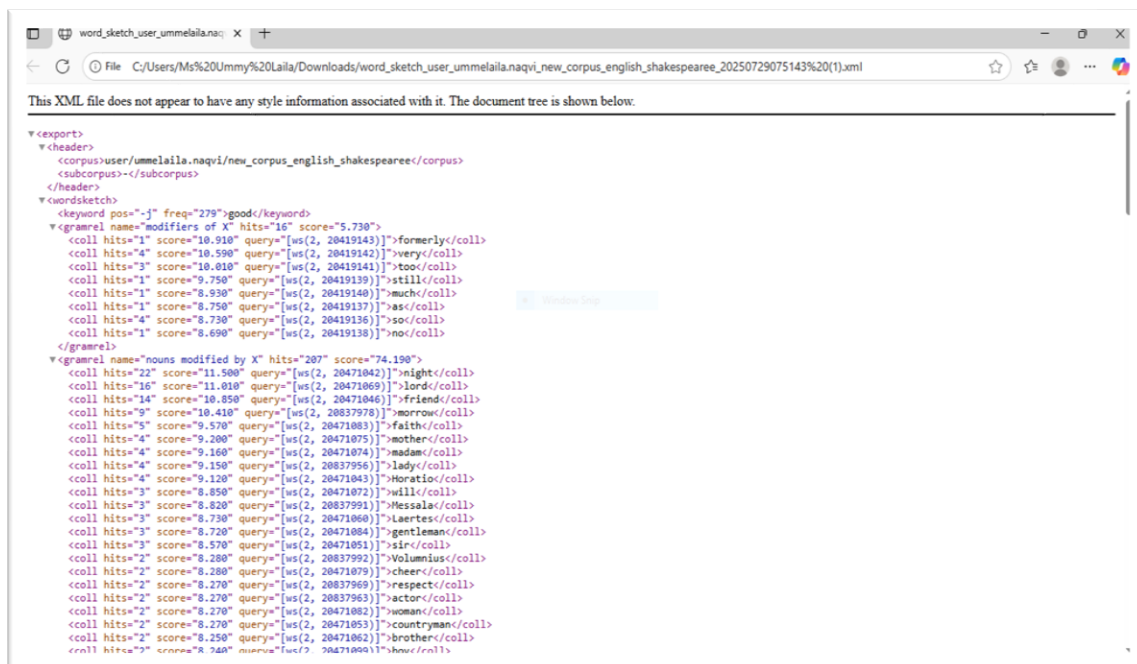 word_sketch_user_ummelaila.naq
File C:/Users/Ms%20Ummy%20Laila/Downloads/word_sketch_user_ummelaila.naqvi_new_corpus_english_shakespearee_20250729075143%20(1).xml
This XML file does not appear to have any style information associated with it. The document tree is shown below.
▼<export>
▼<header>
<corpus>user/ummelaila.naqvi/new_corpus_english_shakespearee</corpus>
<subcorpus>-</subcorpus>
</header>
▼<wordsketch>
<keyword pos="-j" freq="279">good</keyword>
▼<gramrel name="modifiers of X" hits="16" score="5.730">
<coll hits="1" score="10.910" query="[ws(2, 20419143)]">formerly</coll>
<coll hits="4" score="10.590" query="[ws(2, 20419142)]">very</coll>
<coll hits="3" score="10.010" query="[ws(2, 20419141)]">too</coll>
<coll hits="1" score="9.750" query="[ws(2, 20419139)]">still</coll>
<coll hits="1" score="8.930" query="[ws(2, 20419140)]">much</coll>
<coll hits="1" score="8.750" query="[ws(2, 20419137)]">as</coll>
<coll hits="4" score="8.730" query="[ws(2, 20419136)]">so</coll>
<coll hits="1" score="8.690" query="[ws(2, 20419138)]">no</coll>
</gramrel>
▼<gramrel name="nouns modified by X" hits="207" score="74.190">
<coll hits="22" score="11.500" query="[ws(2, 20471042)]">night</coll>
<coll hits="16" score="11.010" query="[ws(2, 20471069)]">lord</coll>
<coll hits="14" score="10.850" query="[ws(2, 20471046)]">friend</coll>
<coll hits="9" score="10.410" query="[ws(2, 20837978)]">morrow</coll>
<coll hits="5" score="9.570" query="[ws(2, 20471083)]">faith</coll>
<coll hits="4" score="9.200" query="[ws(2, 20471075)]">mother</coll>
<coll hits="4" score="9.160" query="[ws(2, 20471074)]">madam</coll>
<coll hits="4" score="9.150" query="[ws(2, 20837956)]">lady</coll>
<coll hits="4" score="9.120" query="[ws(2, 20471043)]">Horatio</coll>
<coll hits="3" score="8.850" query="[ws(2, 20471072)]">will</coll>
<coll hits="3" score="8.820" query="[ws(2, 20837991)]">Messala</coll>
<coll hits="3" score="8.730" query="[ws(2, 20471060)]">Laertes</coll>
<coll hits="3" score="8.720" query="[ws(2, 20471084)]">gentleman</coll>
<coll hits="3" score="8.570" query="[ws(2, 20471051)]">sir</coll>
<coll hits="2" score="8.280" query="[ws(2, 20837992)]">Volumnius</coll>
<coll hits="2" score="8.280" query="[ws(2, 20471079)]">cheer</coll>
<coll hits="2" score="8.270" query="[ws(2, 20837969)]">respect</coll>
<coll hits="2" score="8.270" query="[ws(2, 20837963)]">actor</coll>
<coll hits="2" score="8.270" query="[ws(2, 20471082)]">woman</coll>
<coll hits="2" score="8.270" query="[ws(2, 20471053)]">countryman</coll>
<coll hits="2" score="8.250" query="[ws(2, 20471062)]">brother</coll>
<coll hits="2" score="8.240" query="[ws(2, 20471099)]">boy</coll>
Window Snip